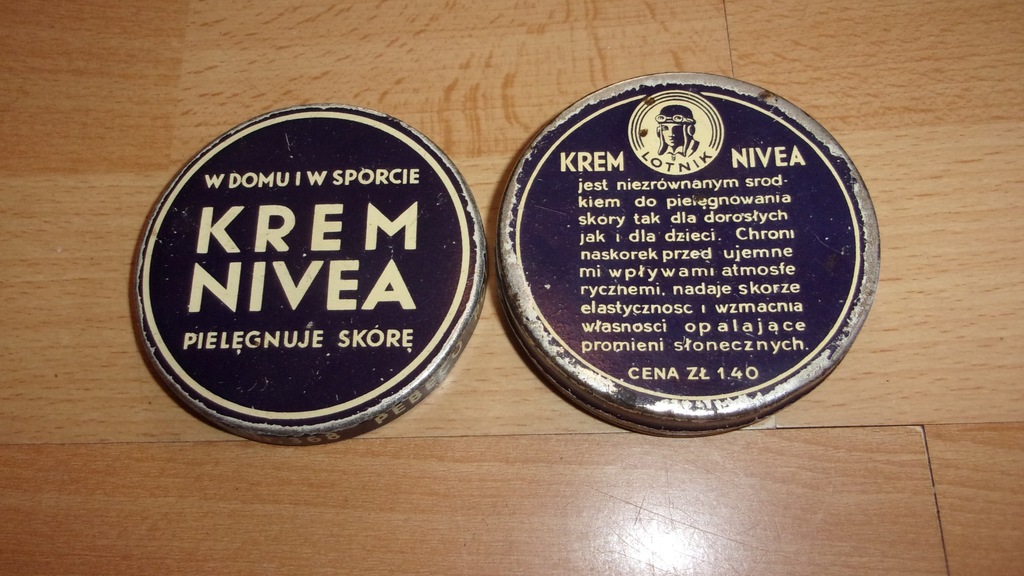 W DOMU I W SPORCIE
KREM
NIVEA
PIELĘGNUJE SKÓRĘ
PEBE
LOTNIK
KREM NIVEA
jest niezrównanym srod-
kiem do pielęgnowania
skóry tak dla dorosłych
jak i dla dzieci. Chroni
naskorek przed ujemne
mi wpływami atmosfe
rycznemi, nadaje skorze
elastycznosc i wzmacnia
własnosci opalające
promieni słonecznych.
CENA ZŁ 1.40